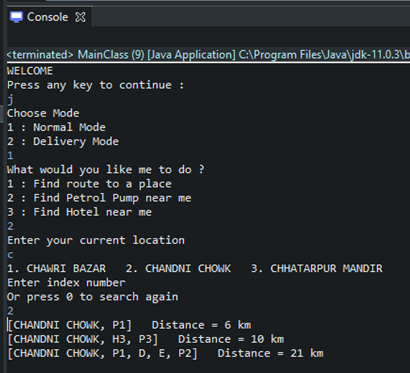 Console
<terminated> MainClass (9) [Java Application] C:\Program Files\Java\jdk-11.0.3\b
WELCOME
Press any key to continue :
j
Choose Mode
1 : Normal Mode
2 : Delivery Mode
1
What would you like me to do ?
1 : Find route to a place
2 : Find Petrol Pump near me
3 : Find Hotel near me
2
Enter your current location
c
1. CHAWRI BAZAR   2. CHANDNI CHOWK   3. CHHATARPUR MANDIR
Enter index number
Or press 0 to search again
2
[CHANDNI CHOWK, P1]   Distance = 6 km
[CHANDNI CHOWK, H3, P3]   Distance = 10 km
[CHANDNI CHOWK, P1, D, E, P2]   Distance = 21 km